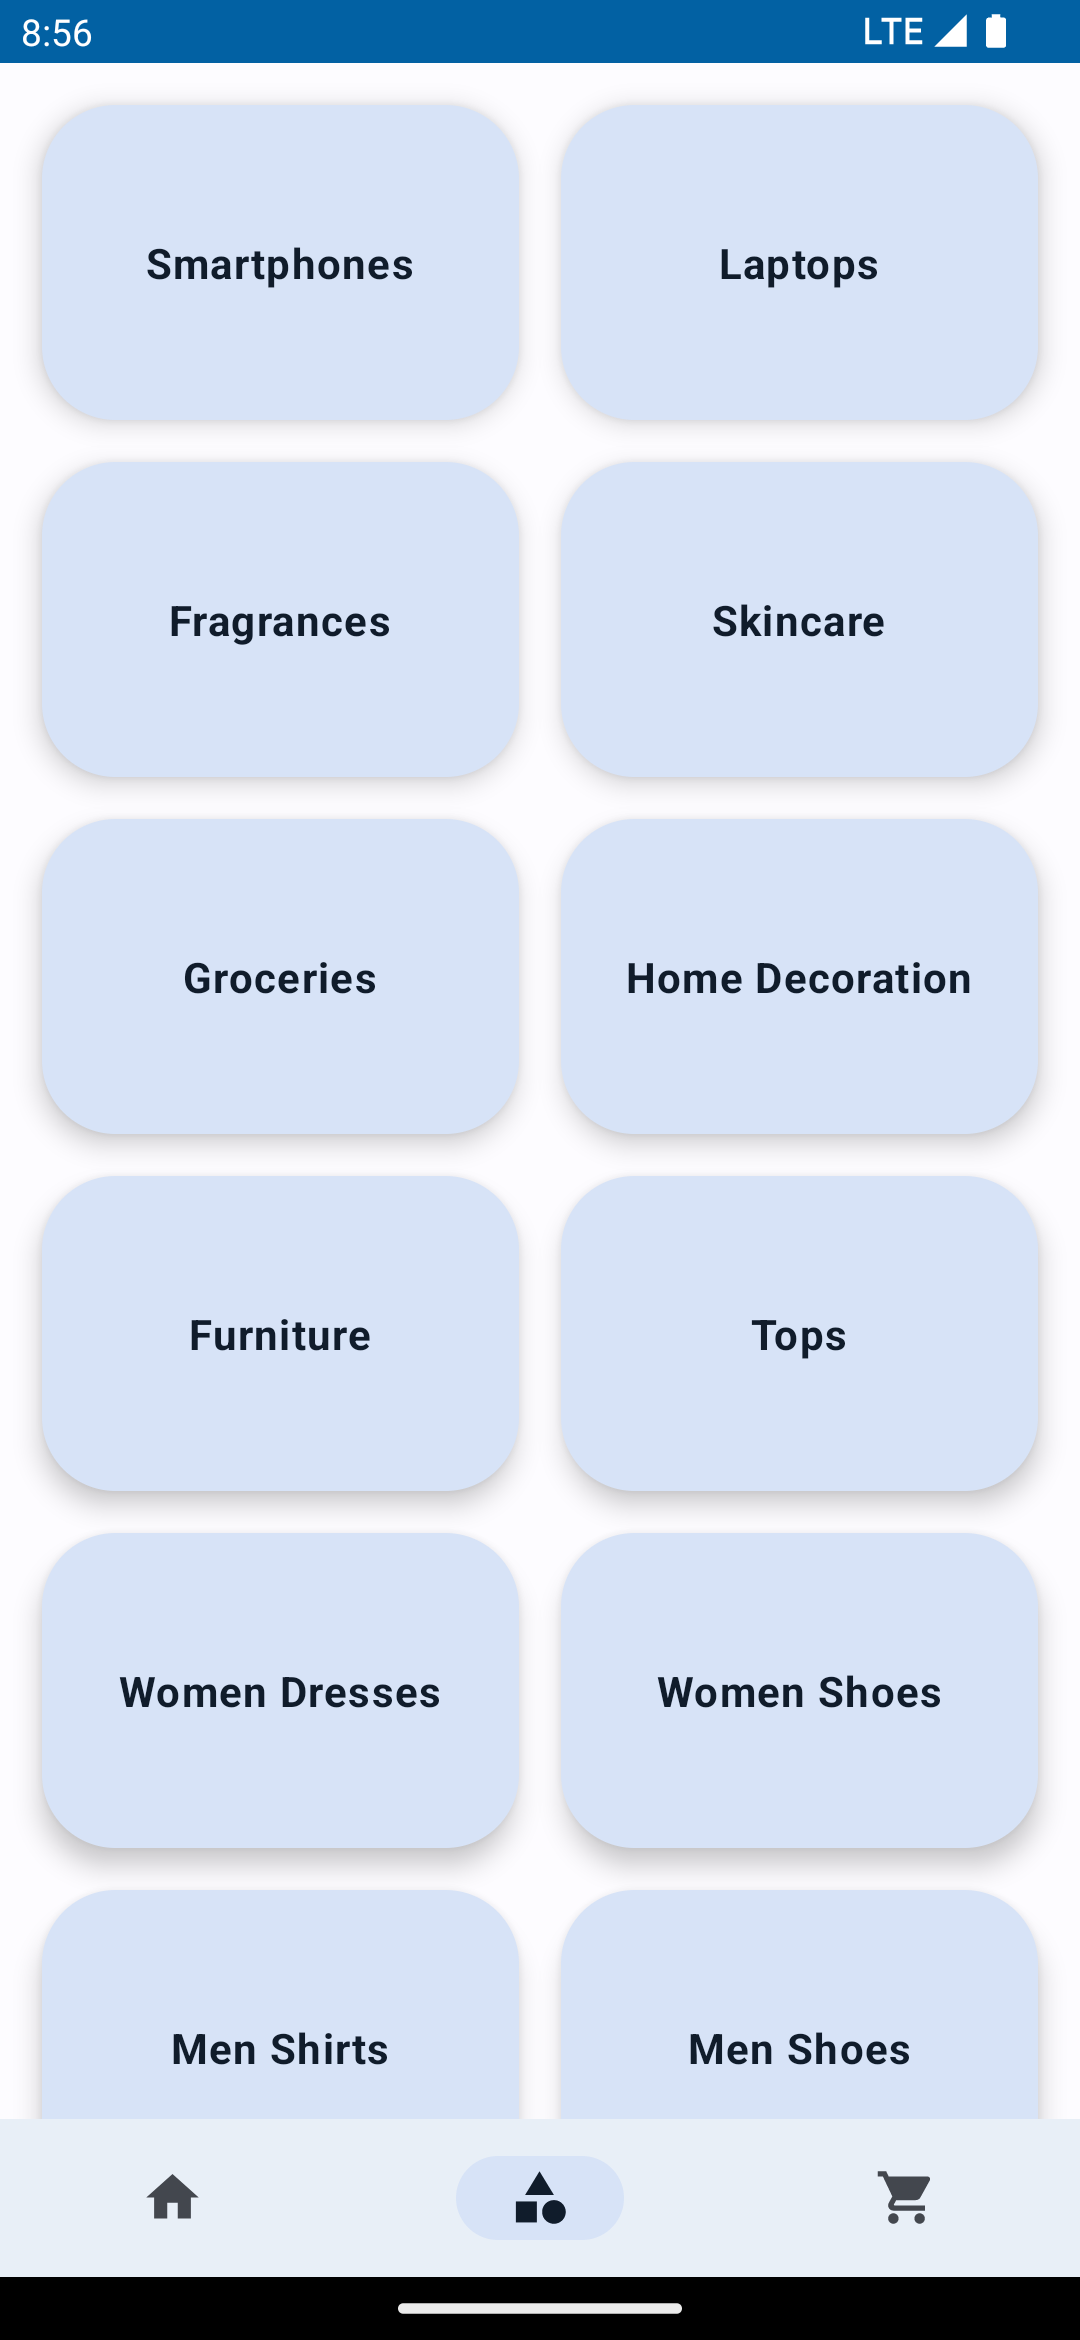 8:56 LTE
Smartphones
Laptops
Fragrances
Skincare
Groceries
Home Decoration
Furniture
Tops
Women Dresses
Women Shoes
Men Shirts
Men Shoes